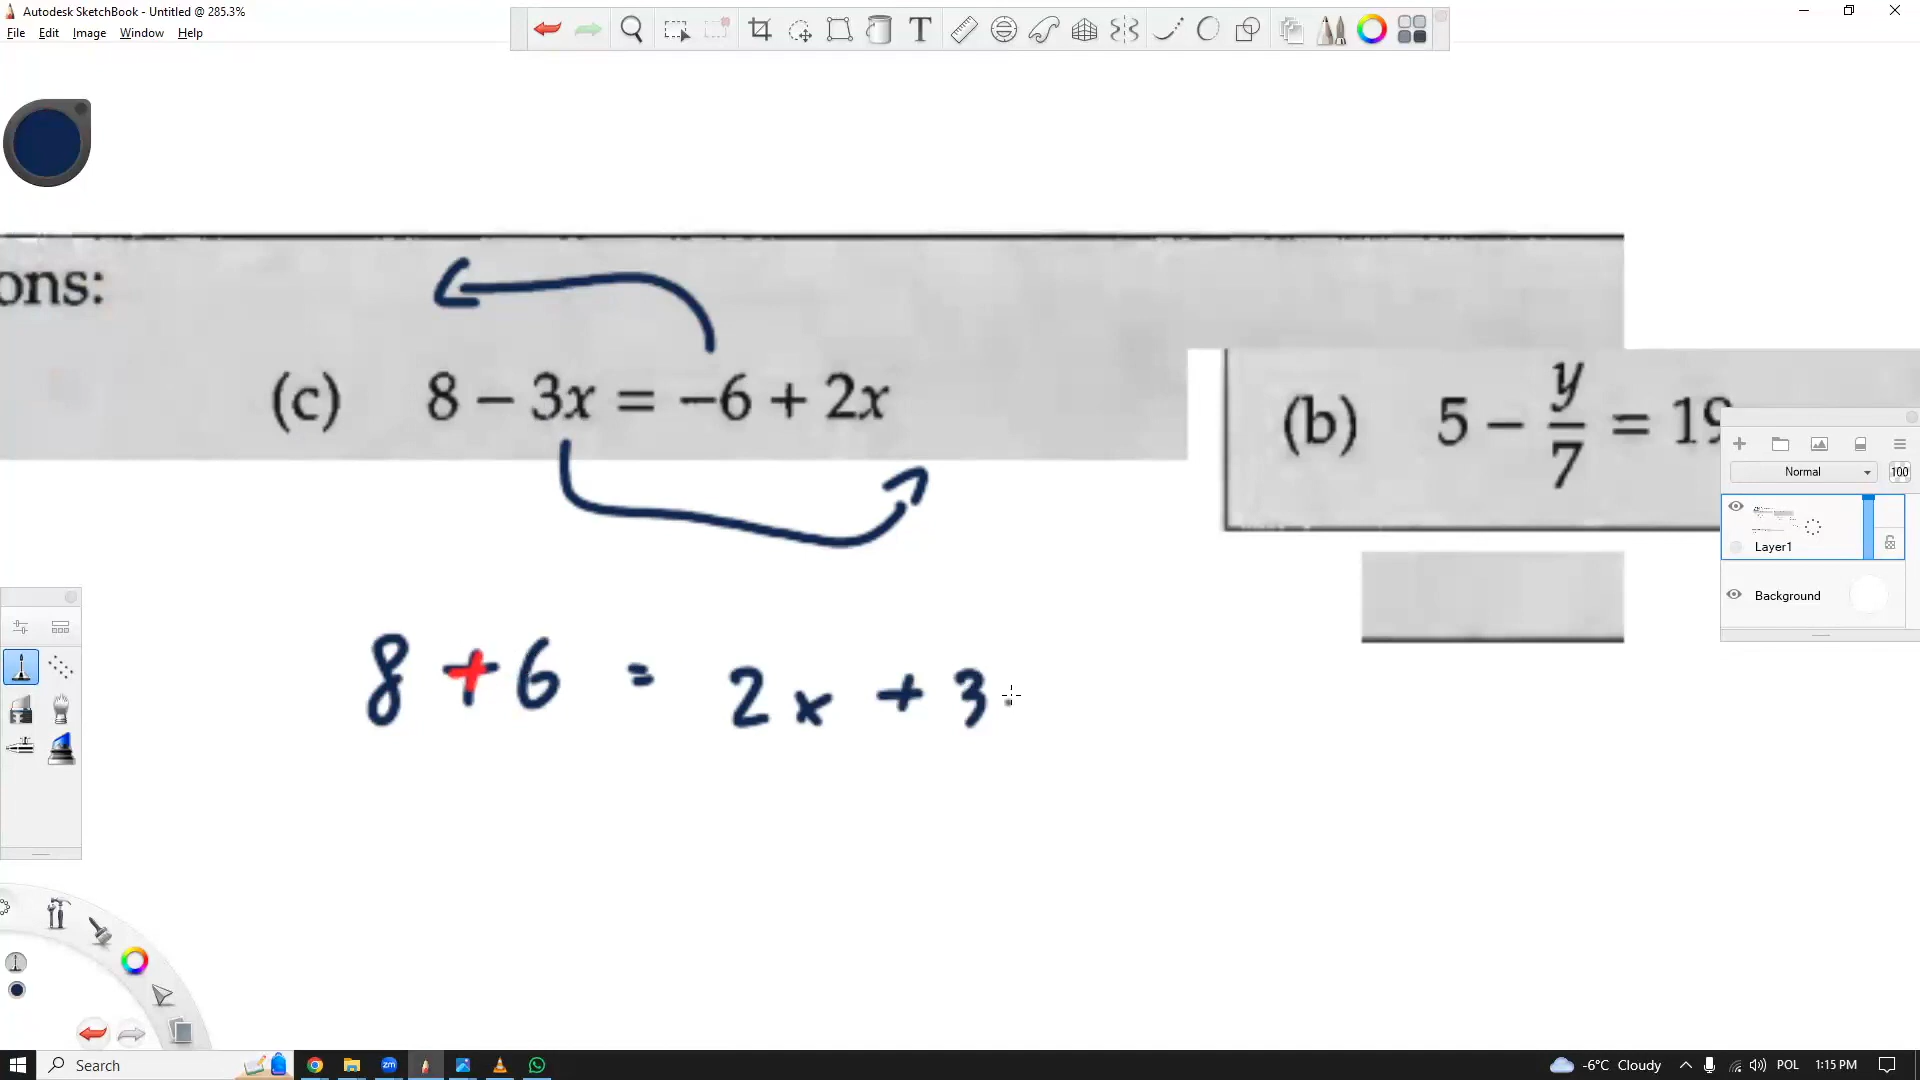 Autodesk SketchBook - Untitled @ 285.3%
File Edit Image Window Help
T
ons:
(c) 8 − 3x = −6 + 2x
(b) 5 − y/7 = 19
Normal 100
Layer1
Background
8 + 6 = 2x + 3
Search
-6°C Cloudy POL 1:15 PM